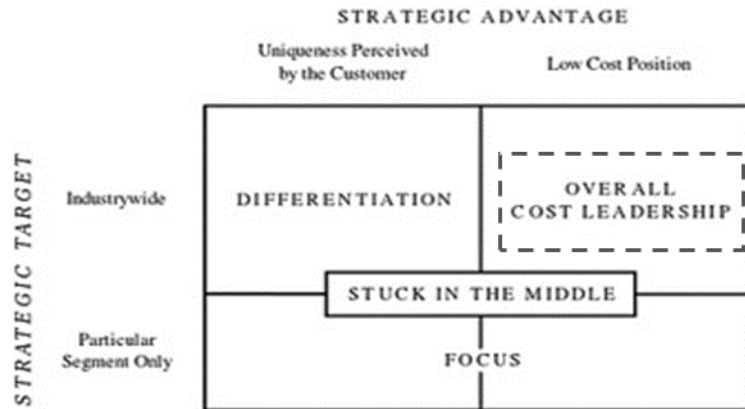 STRATEGIC ADVANTAGE
Uniqueness Perceived
by the Customer
Low Cost Position
STRATEGIC TARGET
Industrywide
DIFFERENTIATION
OVERALL
COST LEADERSHIP
STUCK IN THE MIDDLE
Particular
Segment Only
FOCUS